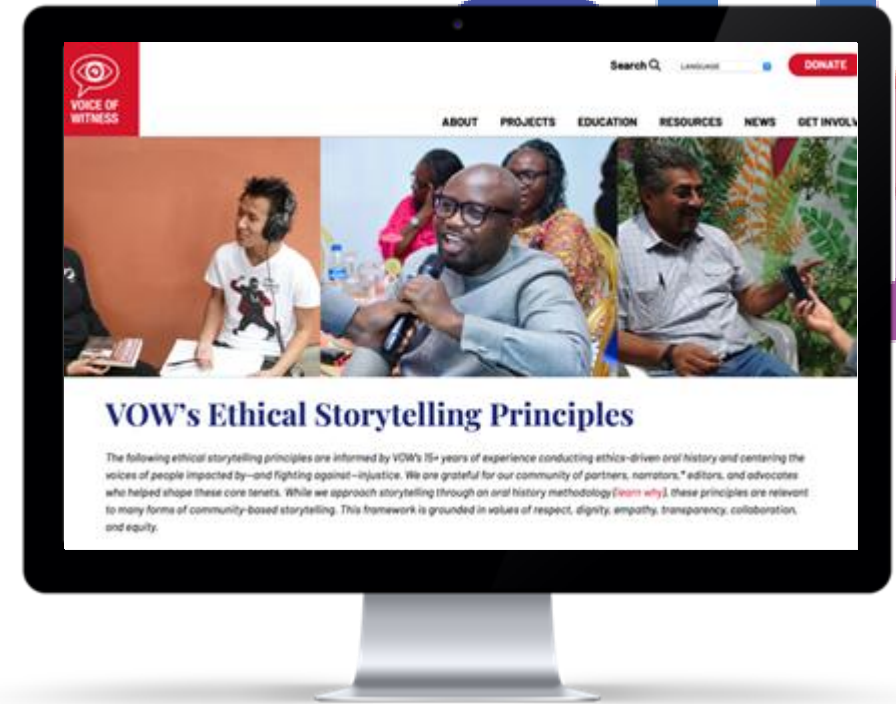 VOICE OF
WITNESS
Search
LANGUAGE
DONATE
ABOUT PROJECTS EDUCATION RESOURCES NEWS GET INVOLV
VOW's Ethical Storytelling Principles
The following ethical storytelling principles are informed by VOW's 15+ years of experience conducting ethics-driven oral history and centering the
voices of people impacted by—and fighting against—injustice. We are grateful for our community of partners, narrators,* editors, and advocates
who helped shape these core tenets. While we approach storytelling through an oral history methodology (learn why), these principles are relevant
to many forms of community-based storytelling. This framework is grounded in values of respect, dignity, empathy, transparency, collaboration,
and equity.